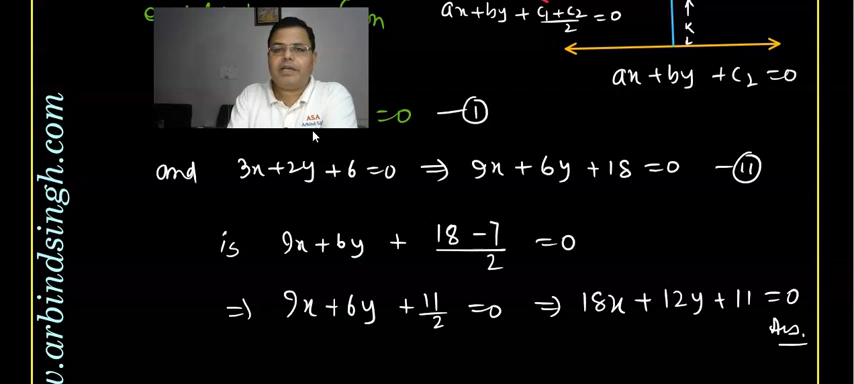 ax+by+(c₁+c₂)/2=0
K
ax+by+c₂=0
=0 —①
ASA
and 3x+2y+6=0 ⇒ 9x+6y+18=0 —⑪
is 9x+6y+(18-7)/2=0
⇒ 9x+6y+11/2=0 ⇒ 18x+12y+11=0
Ans.
w.arbindsingh.com